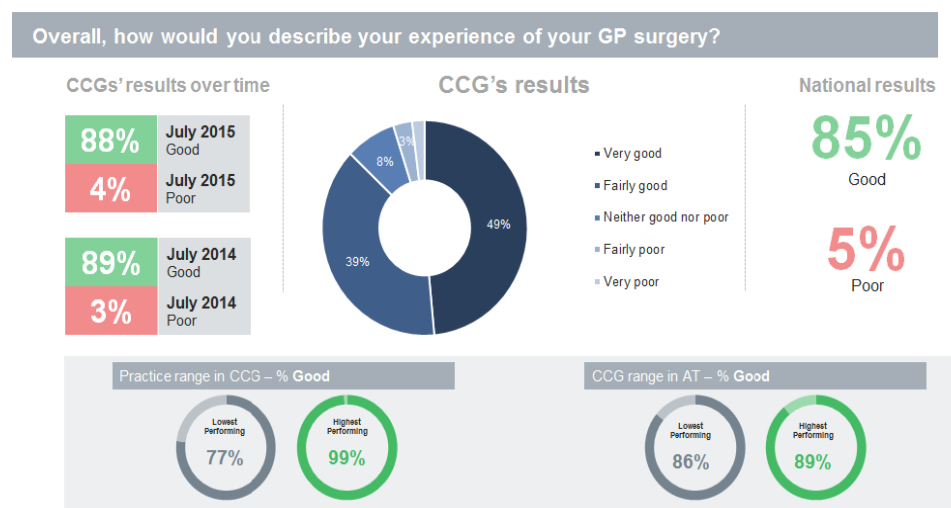 Overall, how would you describe your experience of your GP surgery?
CCGs' results over time
88%
July 2015
Good
4%
July 2015
Poor
89%
July 2014
Good
3%
July 2014
Poor
CCG's results
3%
8%
49%
39%
Very good
Fairly good
Neither good nor poor
Fairly poor
Very poor
National results
85%
Good
5%
Poor
Practice range in CCG – % Good
Lowest
Performing
77%
Highest
Performing
99%
CCG range in AT – % Good
Lowest
Performing
86%
Highest
Performing
89%